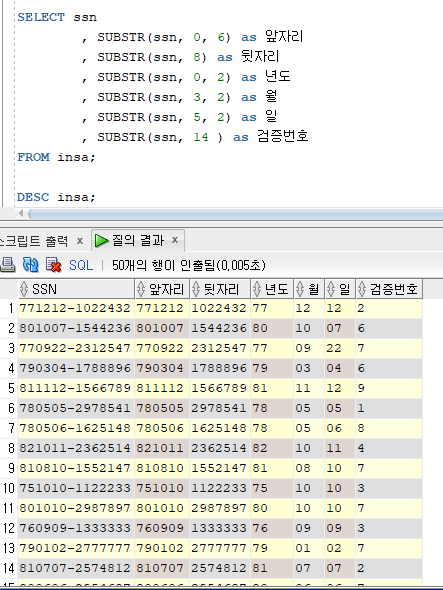 SELECT ssn
, SUBSTR(ssn, 0, 6) as 앞자리
, SUBSTR(ssn, 8) as 뒷자리
, SUBSTR(ssn, 0, 2) as 년도
, SUBSTR(ssn, 3, 2) as 월
, SUBSTR(ssn, 5, 2) as 일
, SUBSTR(ssn, 14 ) as 검증번호
FROM insa;
DESC insa;
스크립트 출력 x 질의 결과 x
SQL | 50개의 행이 인출됨(0,005초)
SSN 앞자리 뒷자리 년도 월 일 검증번호
1 771212-1022432 771212 1022432 77 12 12 2
2 801007-1544236 801007 1544236 80 10 07 6
3 770922-2312547 770922 2312547 77 09 22 7
4 790304-1788896 790304 1788896 79 03 04 6
5 811112-1566789 811112 1566789 81 11 12 9
6 780505-2978541 780505 2978541 78 05 05 1
7 780506-1625148 780506 1625148 78 05 06 8
8 821011-2362514 821011 2362514 82 10 11 4
9 810810-1552147 810810 1552147 81 08 10 7
10 751010-1122233 751010 1122233 75 10 10 3
11 801010-2987897 801010 2987897 80 10 10 7
12 760909-1333333 760909 1333333 76 09 09 3
13 790102-2777777 790102 2777777 79 01 02 7
14 810707-2574812 810707 2574812 81 07 07 2